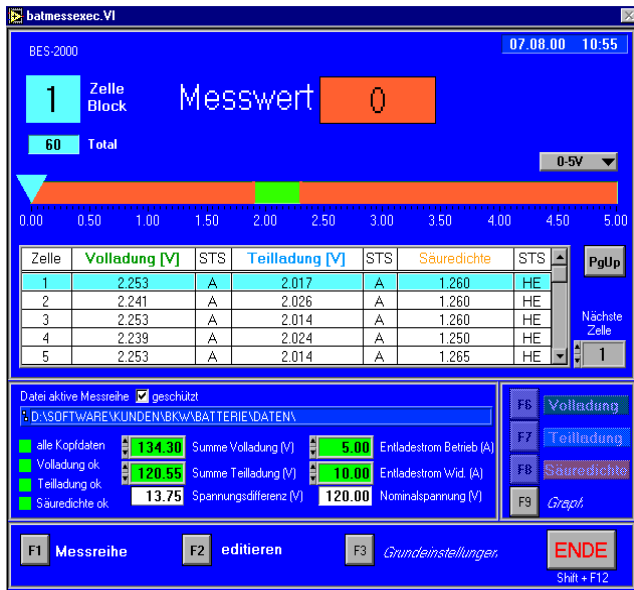 batmessexec.VI
BES-2000
07.08.00 10:55
1 Zelle Block Messwert 0
60 Total
0-5V
0.00 0.50 1.00 1.50 2.00 2.50 3.00 3.50 4.00 4.50 5.00
Zelle Volladung [V] STS Teilladung [V] STS Säuredichte STS
PgUp
1 2.253 A 2.017 A 1.260 HE
2 2.241 A 2.026 A 1.260 HE
3 2.253 A 2.014 A 1.260 HE
4 2.239 A 2.024 A 1.250 HE
5 2.253 A 2.014 A 1.265 HE
Nächste
Zelle
1
Datei aktive Messreihe geschützt
D:\SOFTWARE\KUNDEN\BKW\BATTERIE\DATEN\
alle Kopfdaten 134.30 Summe Volladung (V) 5.00 Entladestrom Betrieb (A)
Volladung ok
Teilladung ok 120.55 Summe Teilladung (V) 10.00 Entladestrom Wid. (A)
Säuredichte ok 13.75 Spannungsdifferenz (V) 120.00 Nominalspannung (V)
F6 Volladung
F7 Teilladung
F8 Säuredichte
F9 Graph.
F1 Messreihe F2 editieren F3 Grundeinstellungen ENDE
Shift + F12